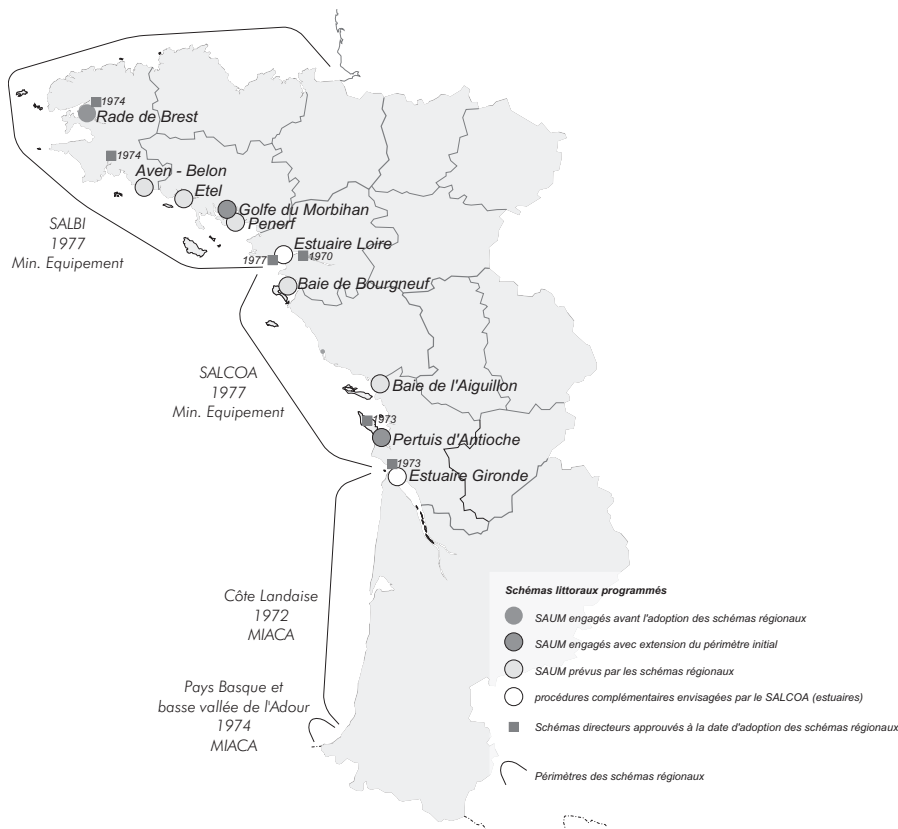 1974
Rade de Brest
1974
Aven - Belon
Etel
Golfe du Morbihan
Penerf
SALBI
1977
Min. Equipement
Estuaire Loire
1977
1970
Baie de Bourgneuf
SALCOA
1977
Min. Equipement
Baie de l'Aiguillon
1973
Pertuis d'Antioche
1973
Estuaire Gironde
Côte Landaise
1972
MIACA
Pays Basque et
basse vallée de l'Adour
1974
MIACA
Schémas littoraux programmés
SAUM engagés avant l'adoption des schémas régionaux
SAUM engagés avec extension du périmètre initial
SAUM prévus par les schémas régionaux
procédures complémentaires envisagées par le SALCOA (estuaires)
Schémas directeurs approuvés à la date d'adoption des schémas régionaux
Périmètres des schémas régionaux